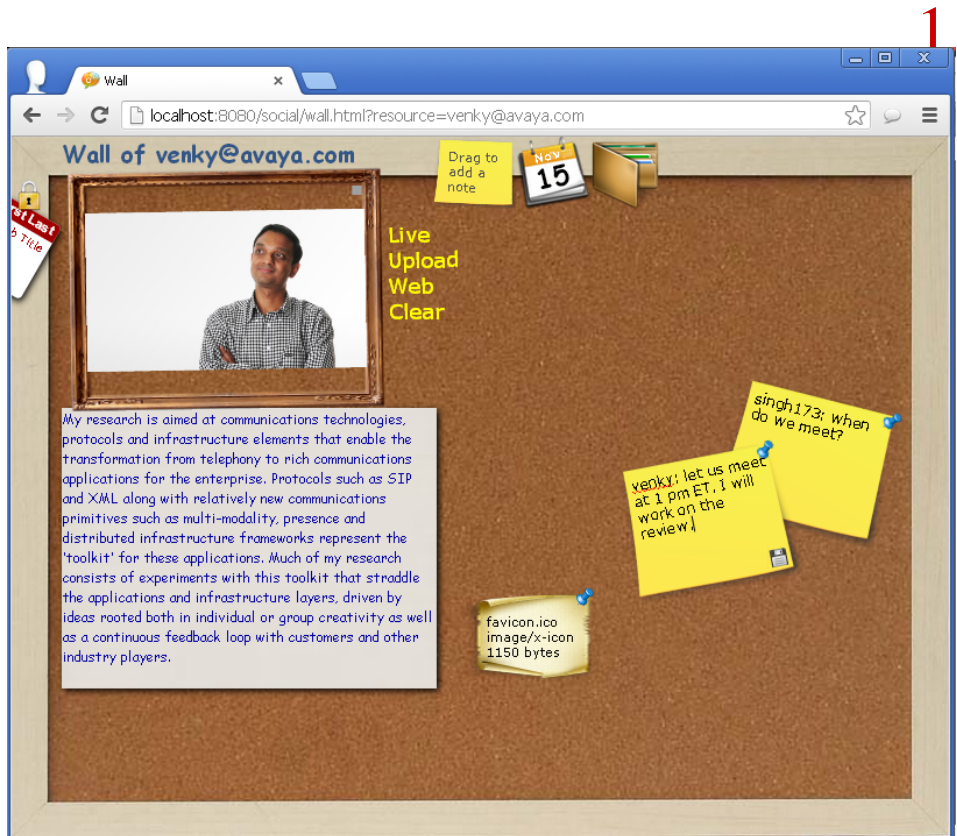 1
Wall
localhost:8080/social/wall.html?resource=venky@avaya.com
Wall of venky@avaya.com
Drag to
add a
note
NOV
15
st Last
Title
Live
Upload
Web
Clear
My research is aimed at communications technologies,
protocols and infrastructure elements that enable the
transformation from telephony to rich communications
applications for the enterprise. Protocols such as SIP
and XML along with relatively new communications
primitives such as multi-modality, presence and
distributed infrastructure frameworks represent the
'toolkit' for these applications. Much of my research
consists of experiments with this toolkit that straddle
the applications and infrastructure layers, driven by
ideas rooted both in individual or group creativity as well
as a continuous feedback loop with customers and other
industry players.
singh173: when
do we meet?
venky: let us meet
at 1 pm ET, I will
work on the
review.
favicon.ico
image/x-icon
1150 bytes